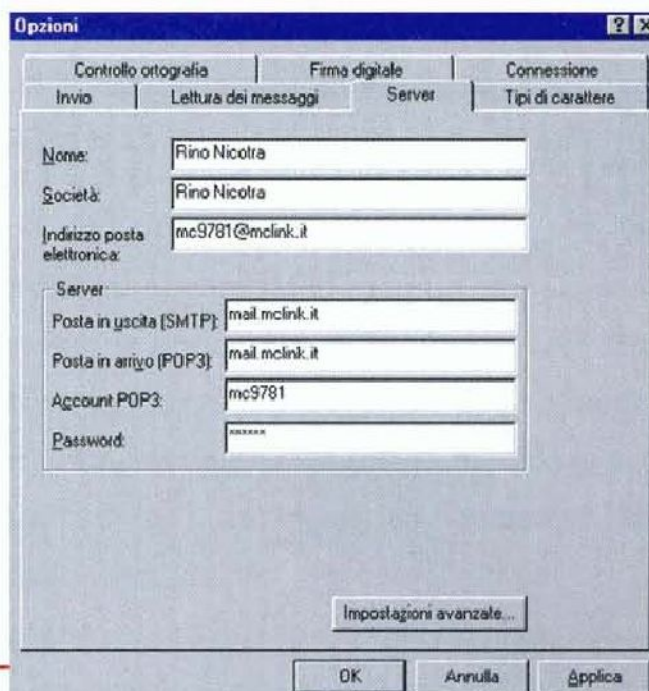 Opzioni
Controllo ortografia Firma digitale Connessione
Invio Lettura dei messaggi Server Tipi di carattere
Nome: Rino Nicotra
Società: Rino Nicotra
Indirizzo posta elettronica: mc9781@mclink.it
Server
Posta in uscita (SMTP): mail.mclink.it
Posta in arrivo (POP3): mail.mclink.it
Account POP3: mc9781
Password: ××××××
Impostazioni avanzate...
OK Annulla Applica